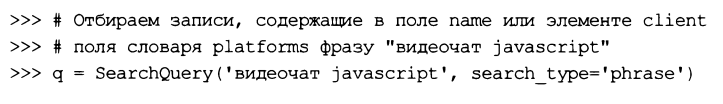 >>> # Отбираем записи, содержащие в поле name или элементе client
>>> # поля словаря platforms фразу "видеочат javascript"
>>> q = SearchQuery('видеочат javascript', search_type='phrase')